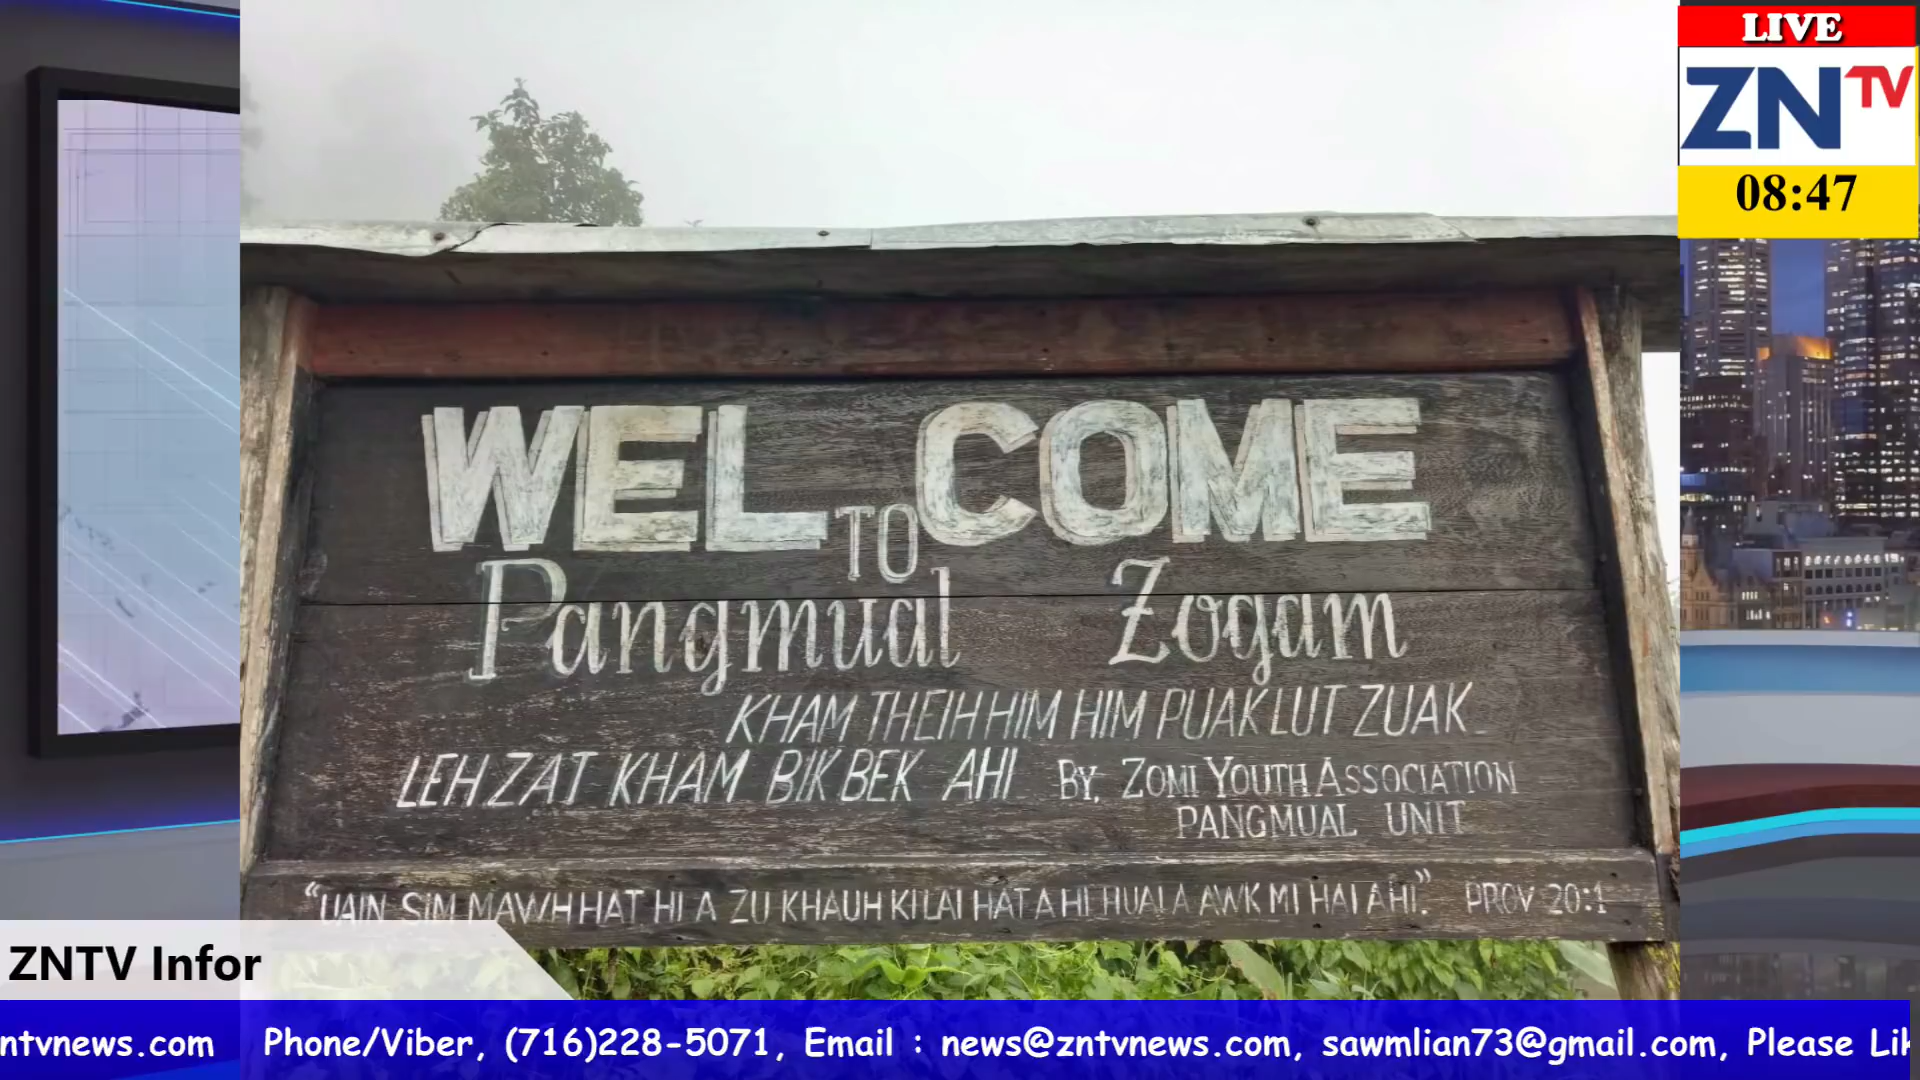 LIVE
ZNTV
08:47
WELCOME
TO
Pangmual Zogam
KHAM THEIH HIM HIM PUAK LUT ZUAK
LEH ZAT KHAM BIK BEK AHI BY, ZOMI YOUTH ASSOCIATION
PANGMUAL UNIT
"UAIN SIM MAWH HAT HI A ZU KHAUH KILAI HAT A HI HUAI A AWK MI HAI AHI." PROV 20:1
ZNTV Infor
ntvnews.com Phone/Viber, (716)228-5071, Email : news@zntvnews.com, sawmlian73@gmail.com, Please Lik